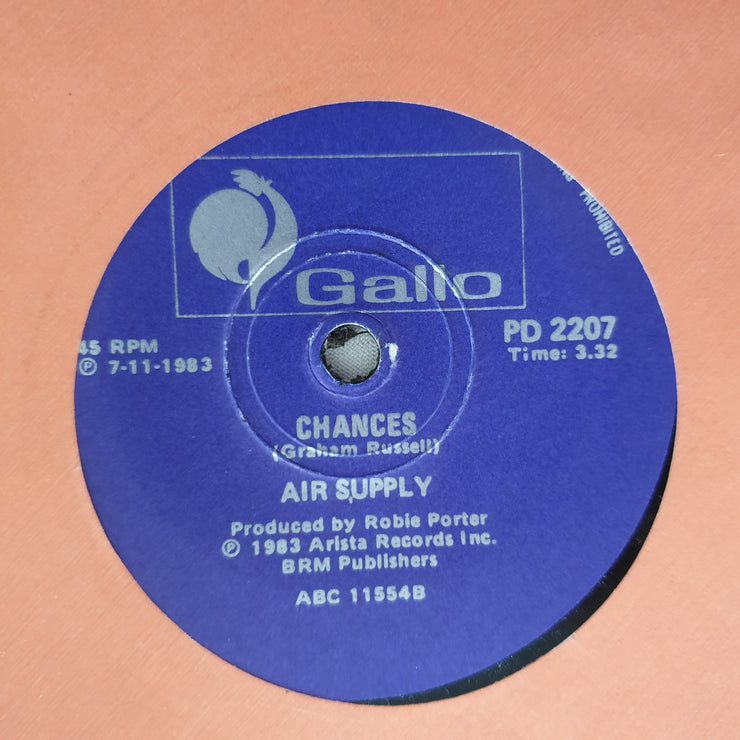 NG PROHIBITED
Gallo
PD 2207
Time: 3.32
45 RPM
℗ 7-11-1983
CHANCES
(Graham Russell)
AIR SUPPLY
Produced by Robie Porter
℗ 1983 Arista Records Inc.
BRM Publishers
ABC 11554B